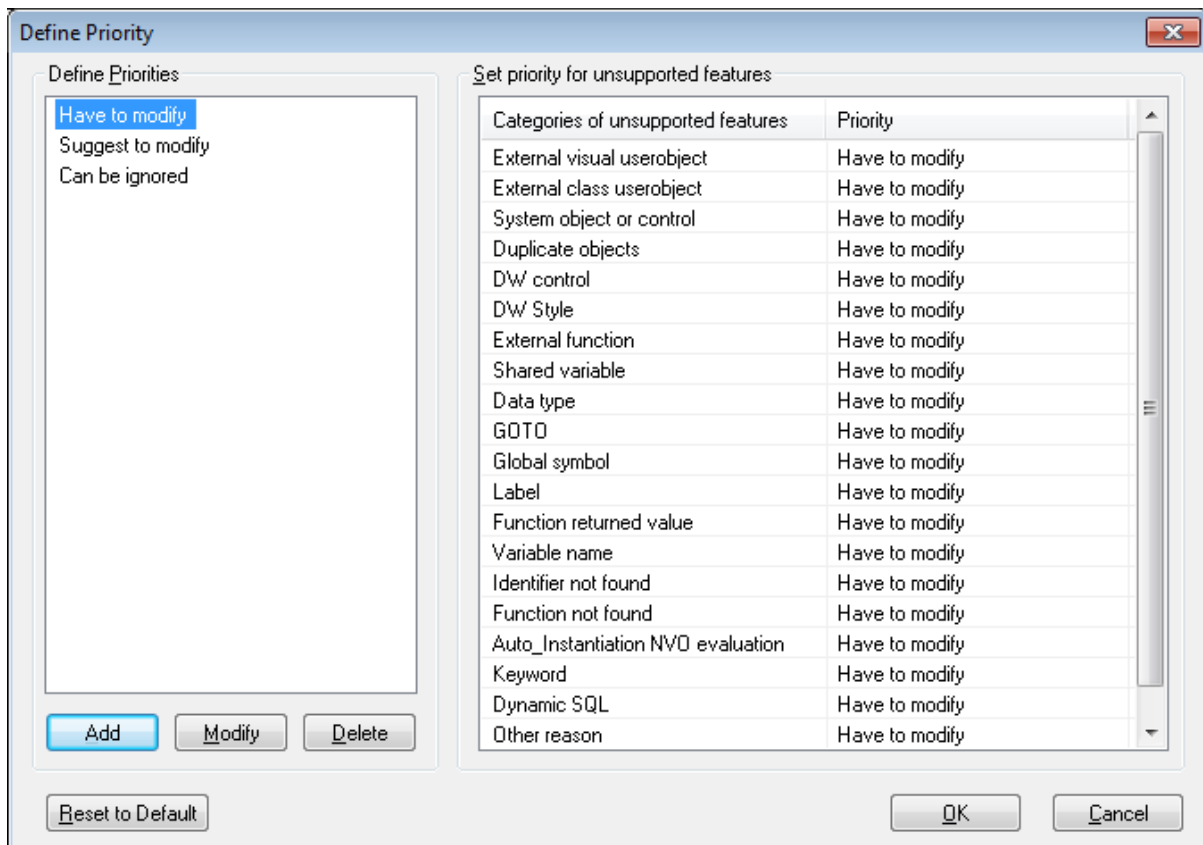 Define Priority
Define Priorities
Have to modify
Suggest to modify
Can be ignored
Add
Modify
Delete
Set priority for unsupported features
Categories of unsupported features Priority
External visual userobject Have to modify
External class userobject Have to modify
System object or control Have to modify
Duplicate objects Have to modify
DW control Have to modify
DW Style Have to modify
External function Have to modify
Shared variable Have to modify
Data type Have to modify
GOTO Have to modify
Global symbol Have to modify
Label Have to modify
Function returned value Have to modify
Variable name Have to modify
Identifier not found Have to modify
Function not found Have to modify
Auto_Instantiation NVO evaluation Have to modify
Keyword Have to modify
Dynamic SQL Have to modify
Other reason Have to modify
Reset to Default
OK
Cancel